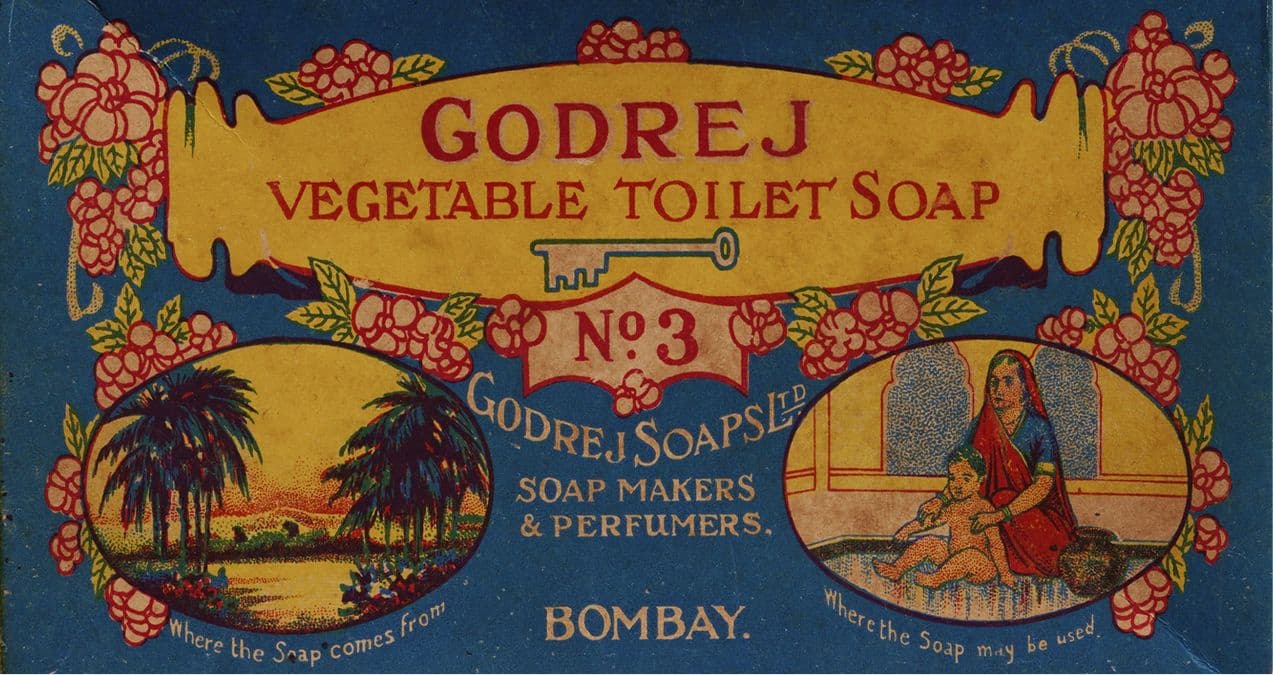 GODREJ
VEGETABLE TOILET SOAP
No. 3
GODREJ SOAPS LTD
SOAP MAKERS
& PERFUMERS.
BOMBAY.
Where the Soap comes from
Where the Soap may be used.